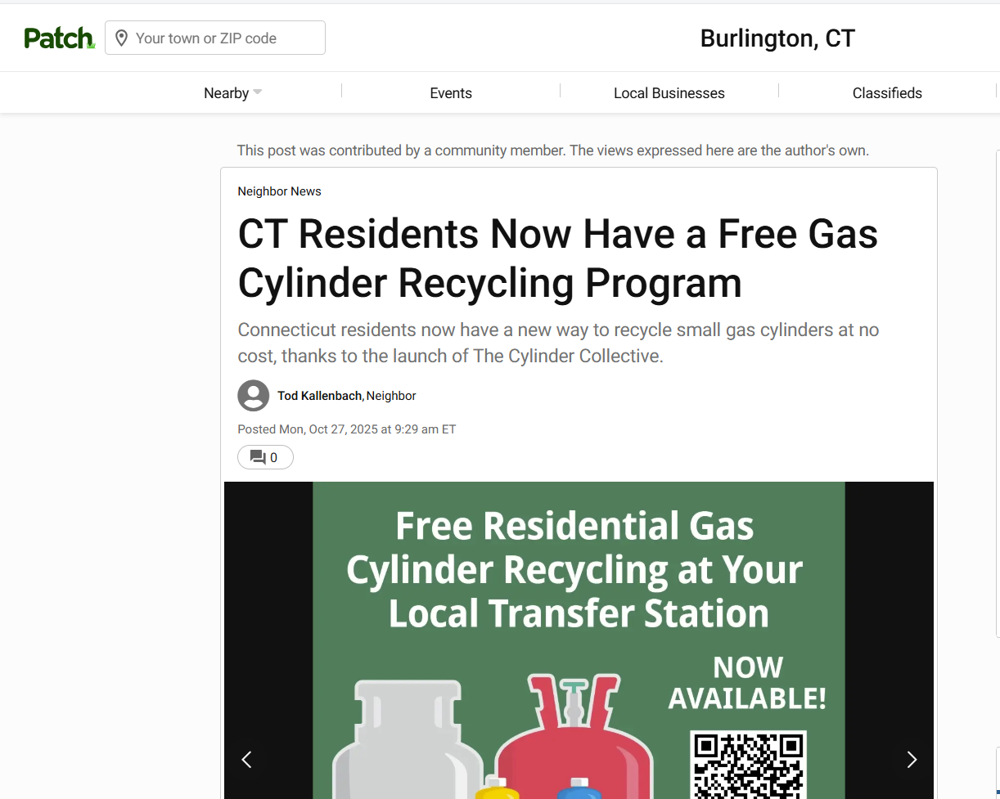 Patch
Your town or ZIP code
Burlington, CT
Nearby
Events
Local Businesses
Classifieds
This post was contributed by a community member. The views expressed here are the author's own.
Neighbor News
CT Residents Now Have a Free Gas
Cylinder Recycling Program
Connecticut residents now have a new way to recycle small gas cylinders at no
cost, thanks to the launch of The Cylinder Collective.
Tod Kallenbach, Neighbor
Posted Mon, Oct 27, 2025 at 9:29 am ET
0
Free Residential Gas
Cylinder Recycling at Your
Local Transfer Station
NOW
AVAILABLE!